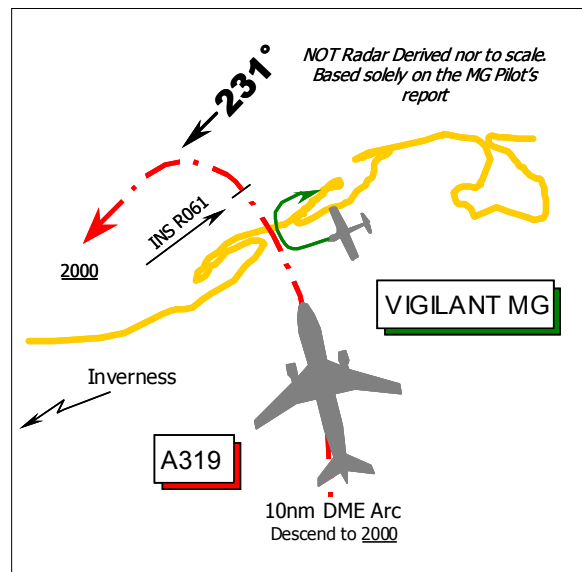 NOT Radar Derived nor to scale.
Based solely on the MG Pilot's
report
231°
INS R061
2000
VIGILANT MG
Inverness
A319
10nm DME Arc
Descend to 2000